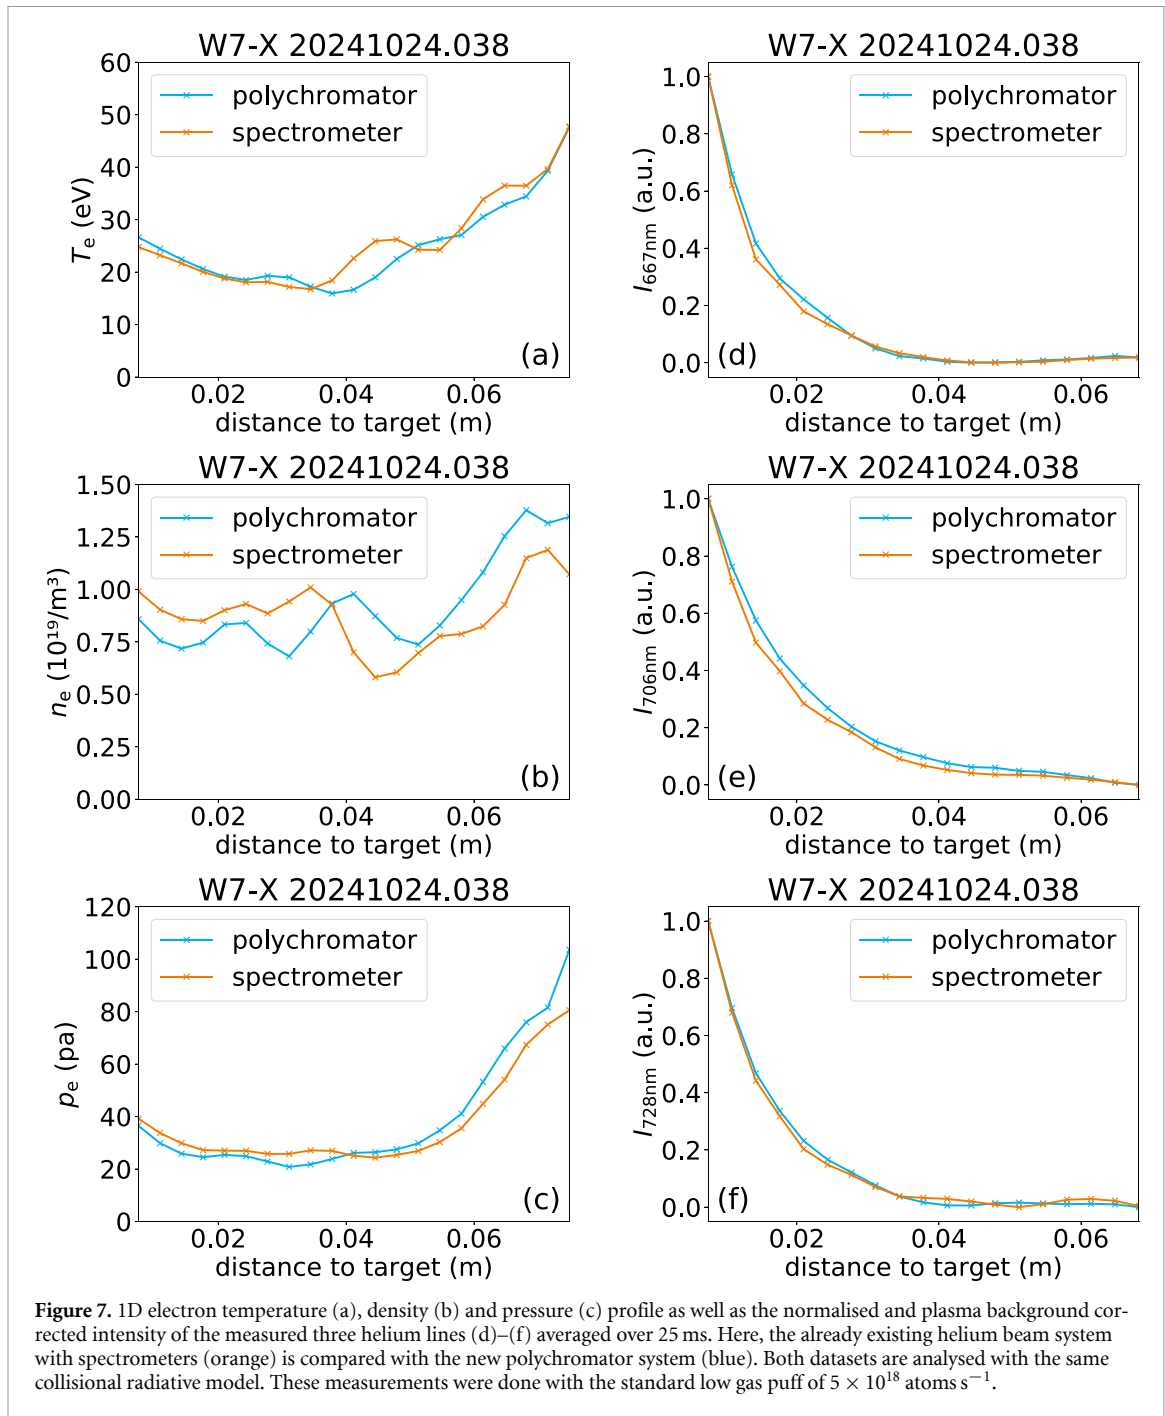 W7-X 20241024.038
60
50
40
30
20
10
0
Tₑ (eV)
polychromator
spectrometer
(a)
0.02 0.04 0.06
distance to target (m)
W7-X 20241024.038
1.0
0.8
0.6
0.4
0.2
0.0
I₆₆₇ₙₘ (a.u.)
polychromator
spectrometer
(d)
0.02 0.04 0.06
distance to target (m)
W7-X 20241024.038
1.50
1.25
1.00
0.75
0.50
0.25
0.00
nₑ (10¹⁹/m³)
polychromator
spectrometer
(b)
0.02 0.04 0.06
distance to target (m)
W7-X 20241024.038
1.0
0.8
0.6
0.4
0.2
0.0
I₇₀₆ₙₘ (a.u.)
polychromator
spectrometer
(e)
0.02 0.04 0.06
distance to target (m)
W7-X 20241024.038
120
100
80
60
40
20
0
pₑ (pa)
polychromator
spectrometer
(c)
0.02 0.04 0.06
distance to target (m)
W7-X 20241024.038
1.0
0.8
0.6
0.4
0.2
0.0
I₇₂₈ₙₘ (a.u.)
polychromator
spectrometer
(f)
0.02 0.04 0.06
distance to target (m)
Figure 7. 1D electron temperature (a), density (b) and pressure (c) profile as well as the normalised and plasma background cor-
rected intensity of the measured three helium lines (d)–(f) averaged over 25 ms. Here, the already existing helium beam system
with spectrometers (orange) is compared with the new polychromator system (blue). Both datasets are analysed with the same
collisional radiative model. These measurements were done with the standard low gas puff of 5 × 10¹⁸ atoms s⁻¹.